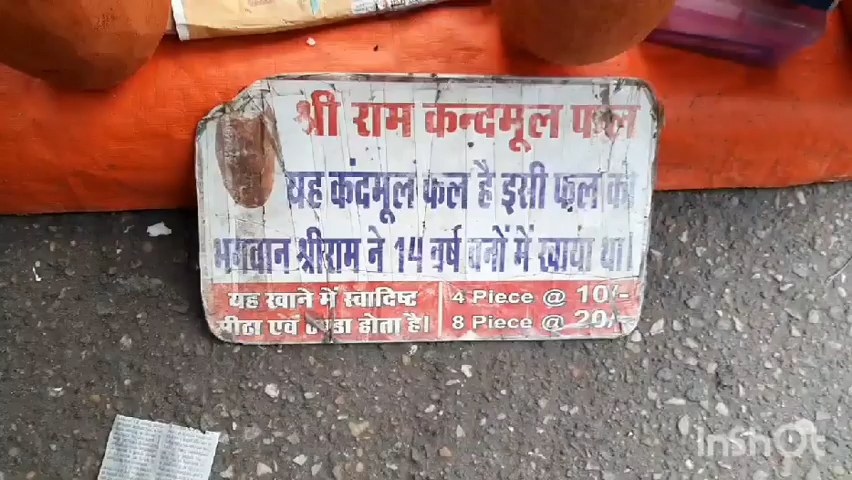 श्री राम कन्दमूल फल
यह कंदमूल फल है इसी फल को
भगवान श्रीराम ने 14 वर्ष वनों में खाया था।
यह खाने में स्वादिष्ट
मीठा एवं ठण्डा होता है।
4 Piece @ 10/-
8 Piece @ 20/-
InShOt